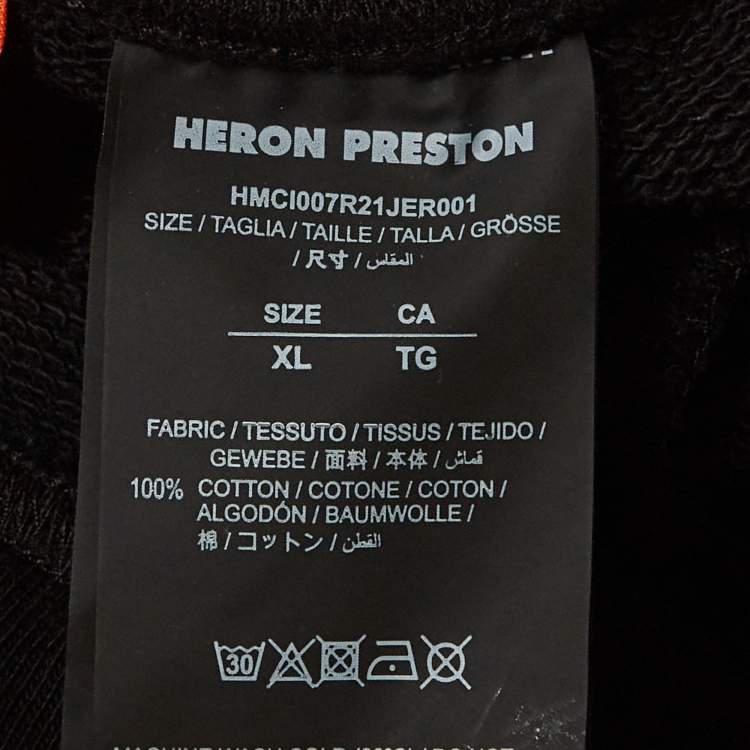 HERON PRESTON
HMCI007R21JER001
SIZE / TAGLIA / TAILLE / TALLA / GRÖSSE
/ 尺寸 / المقاس
SIZE CA
XL TG
FABRIC / TESSUTO / TISSUS / TEJIDO /
GEWEBE / 面料 / 本体 / قماش
100% COTTON / COTONE / COTON /
ALGODÓN / BAUMWOLLE /
棉 / コットン / القطن
30